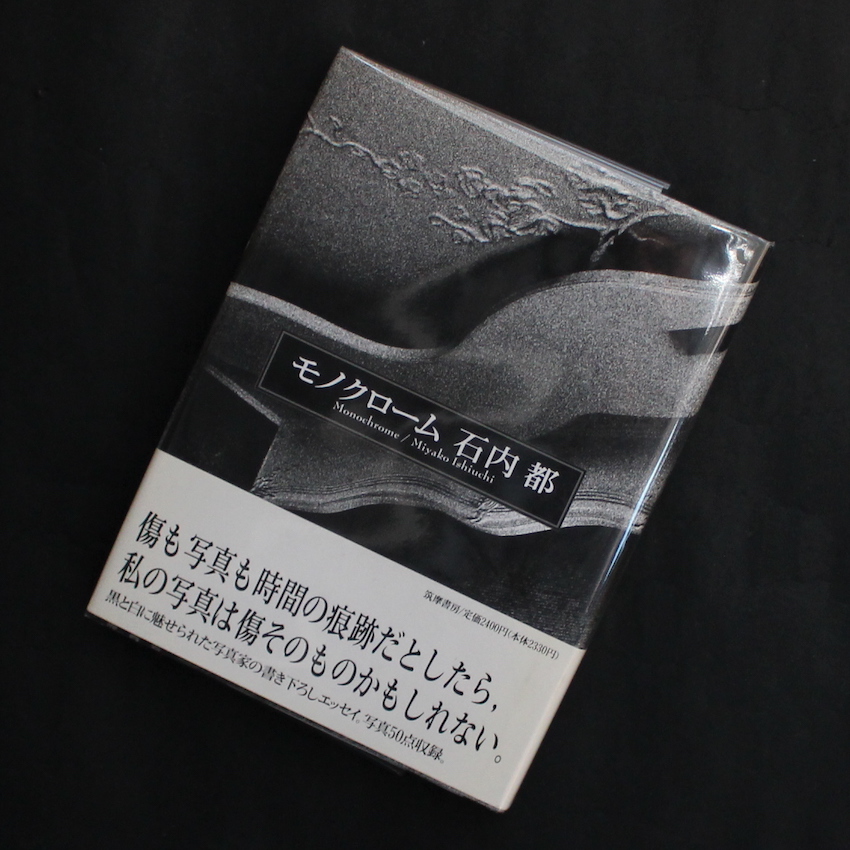 モノクローム 石内 都
Monochrome / Miyako Ishiuchi
筑摩書房/定価2400円(本体2330円)
傷も写真も時間の痕跡だとしたら,
私の写真は傷そのものかもしれない。
黒と白に魅せられた写真家の書き下ろしエッセイ。写真50点収録。